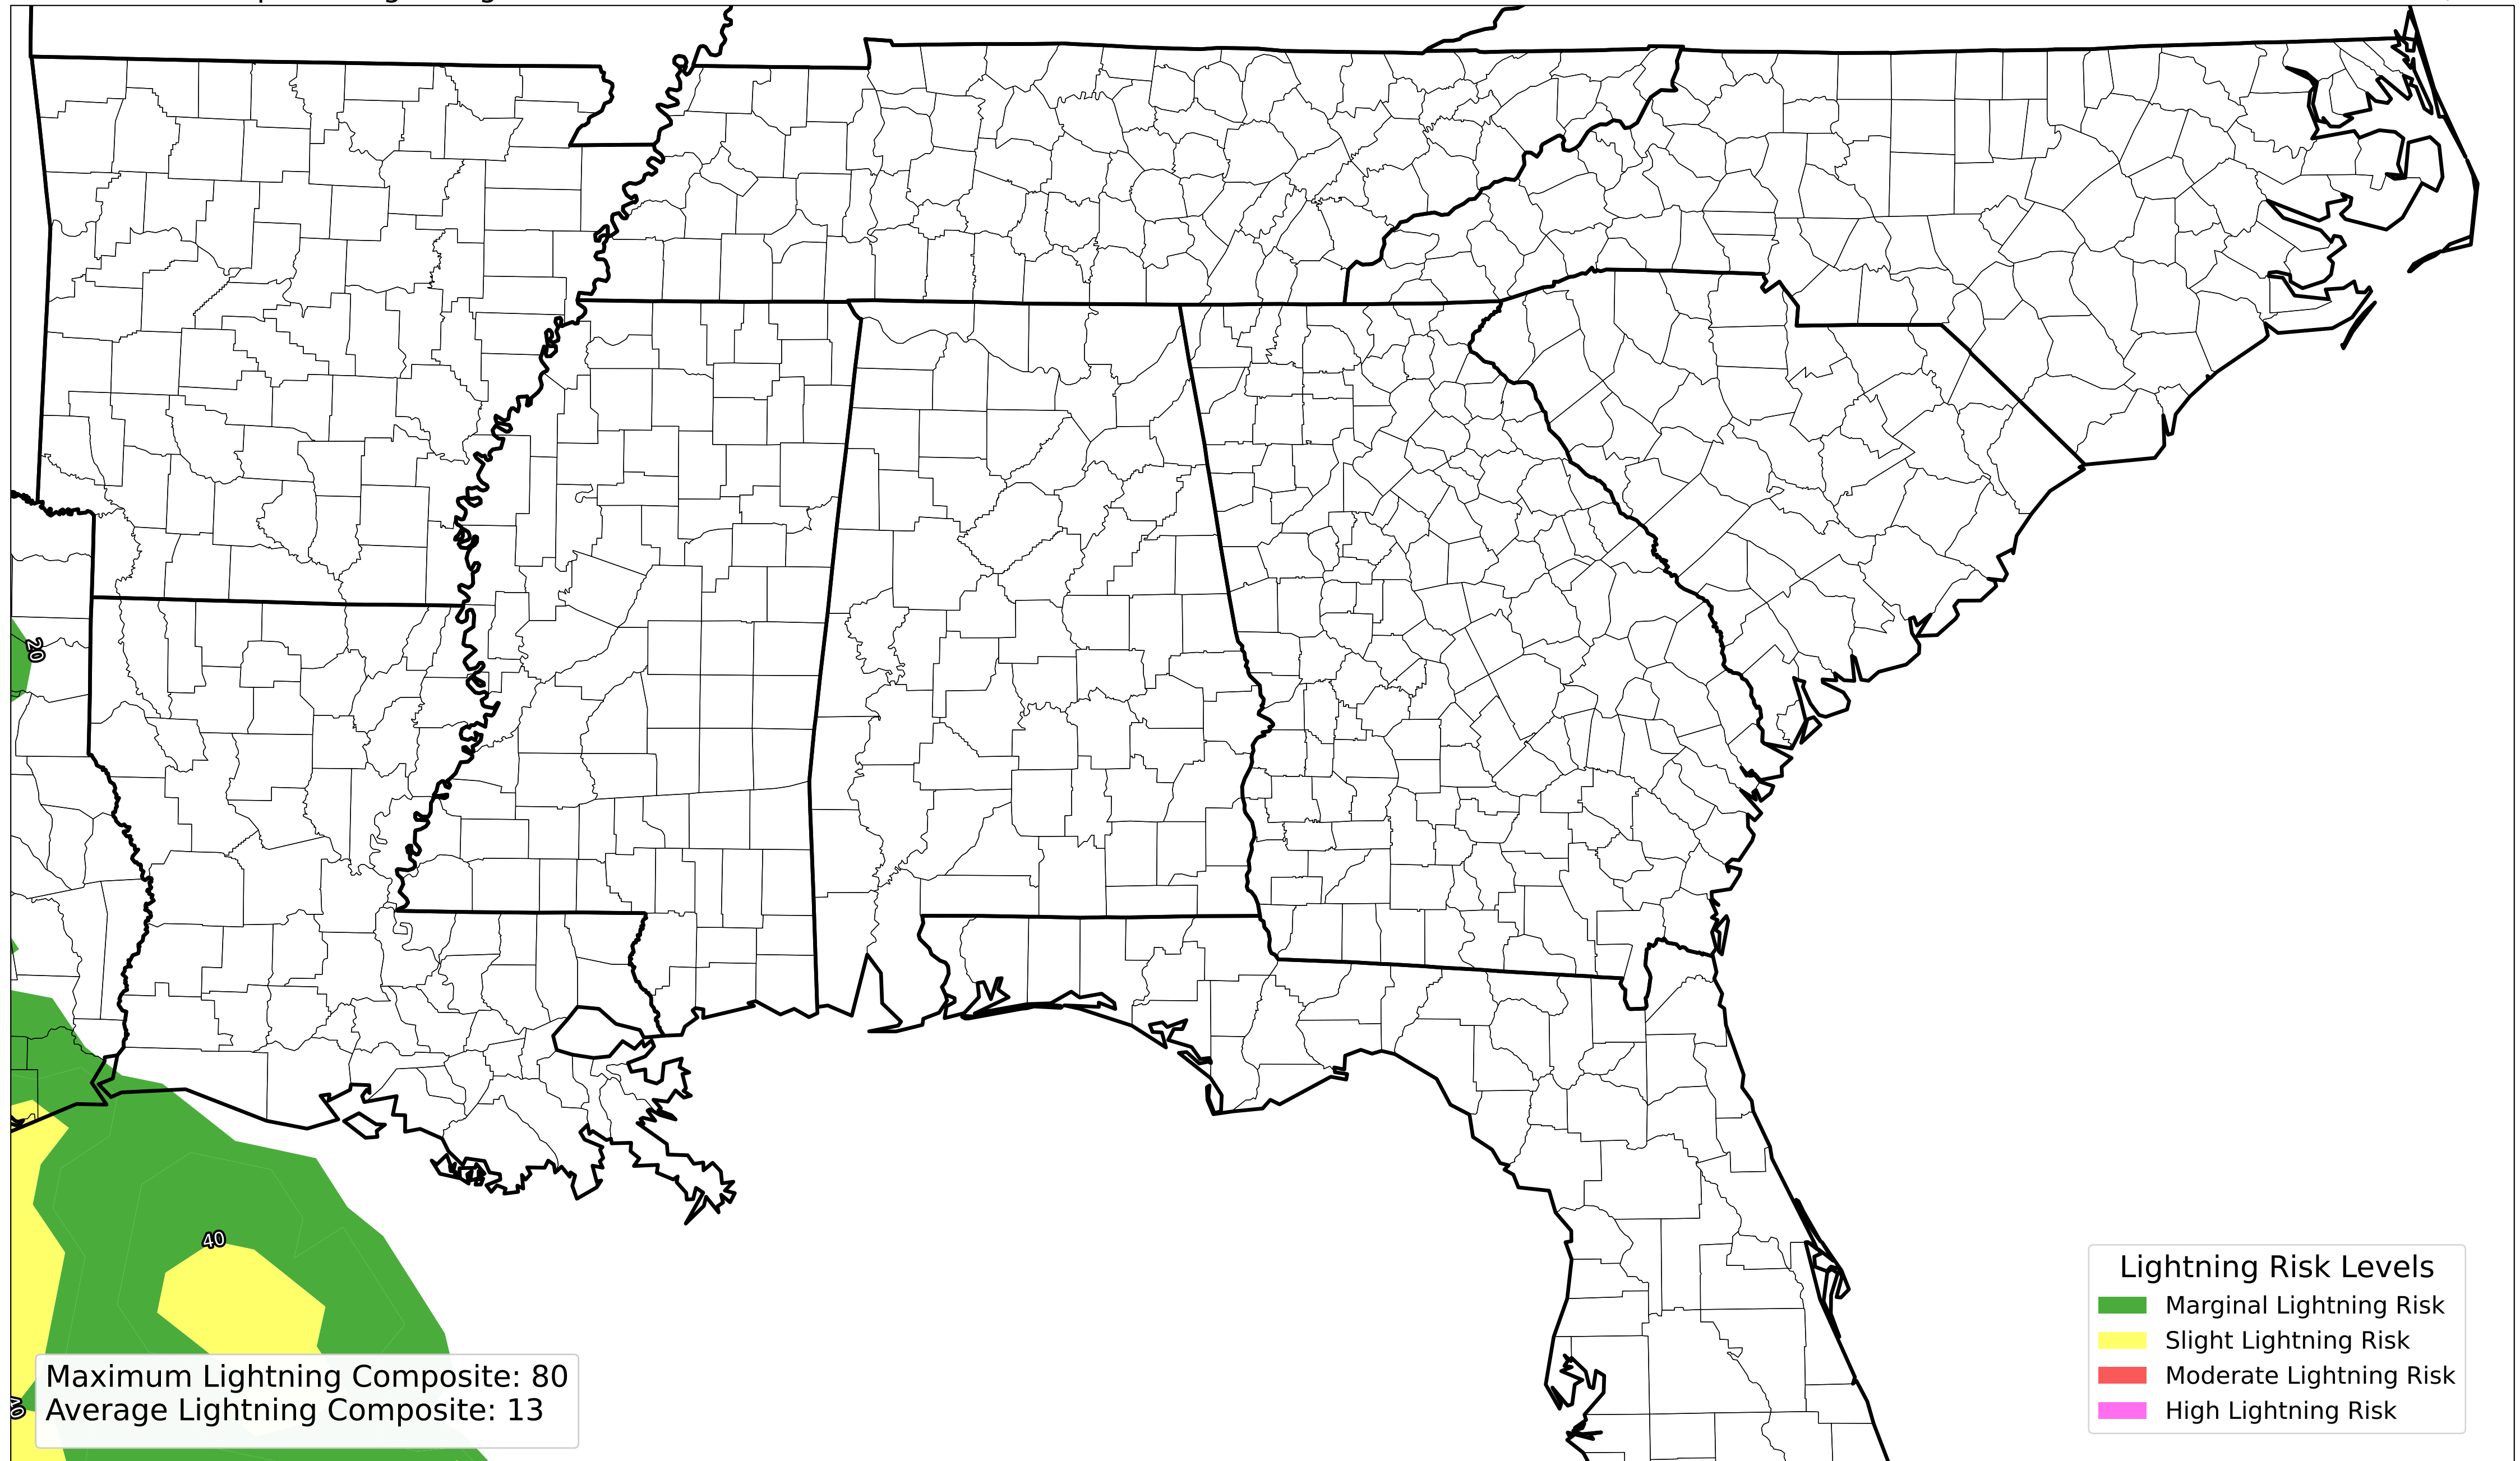 20
40
Maximum Lightning Composite: 80
Average Lightning Composite: 13
Lightning Risk Levels
Marginal Lightning Risk
Slight Lightning Risk
Moderate Lightning Risk
High Lightning Risk